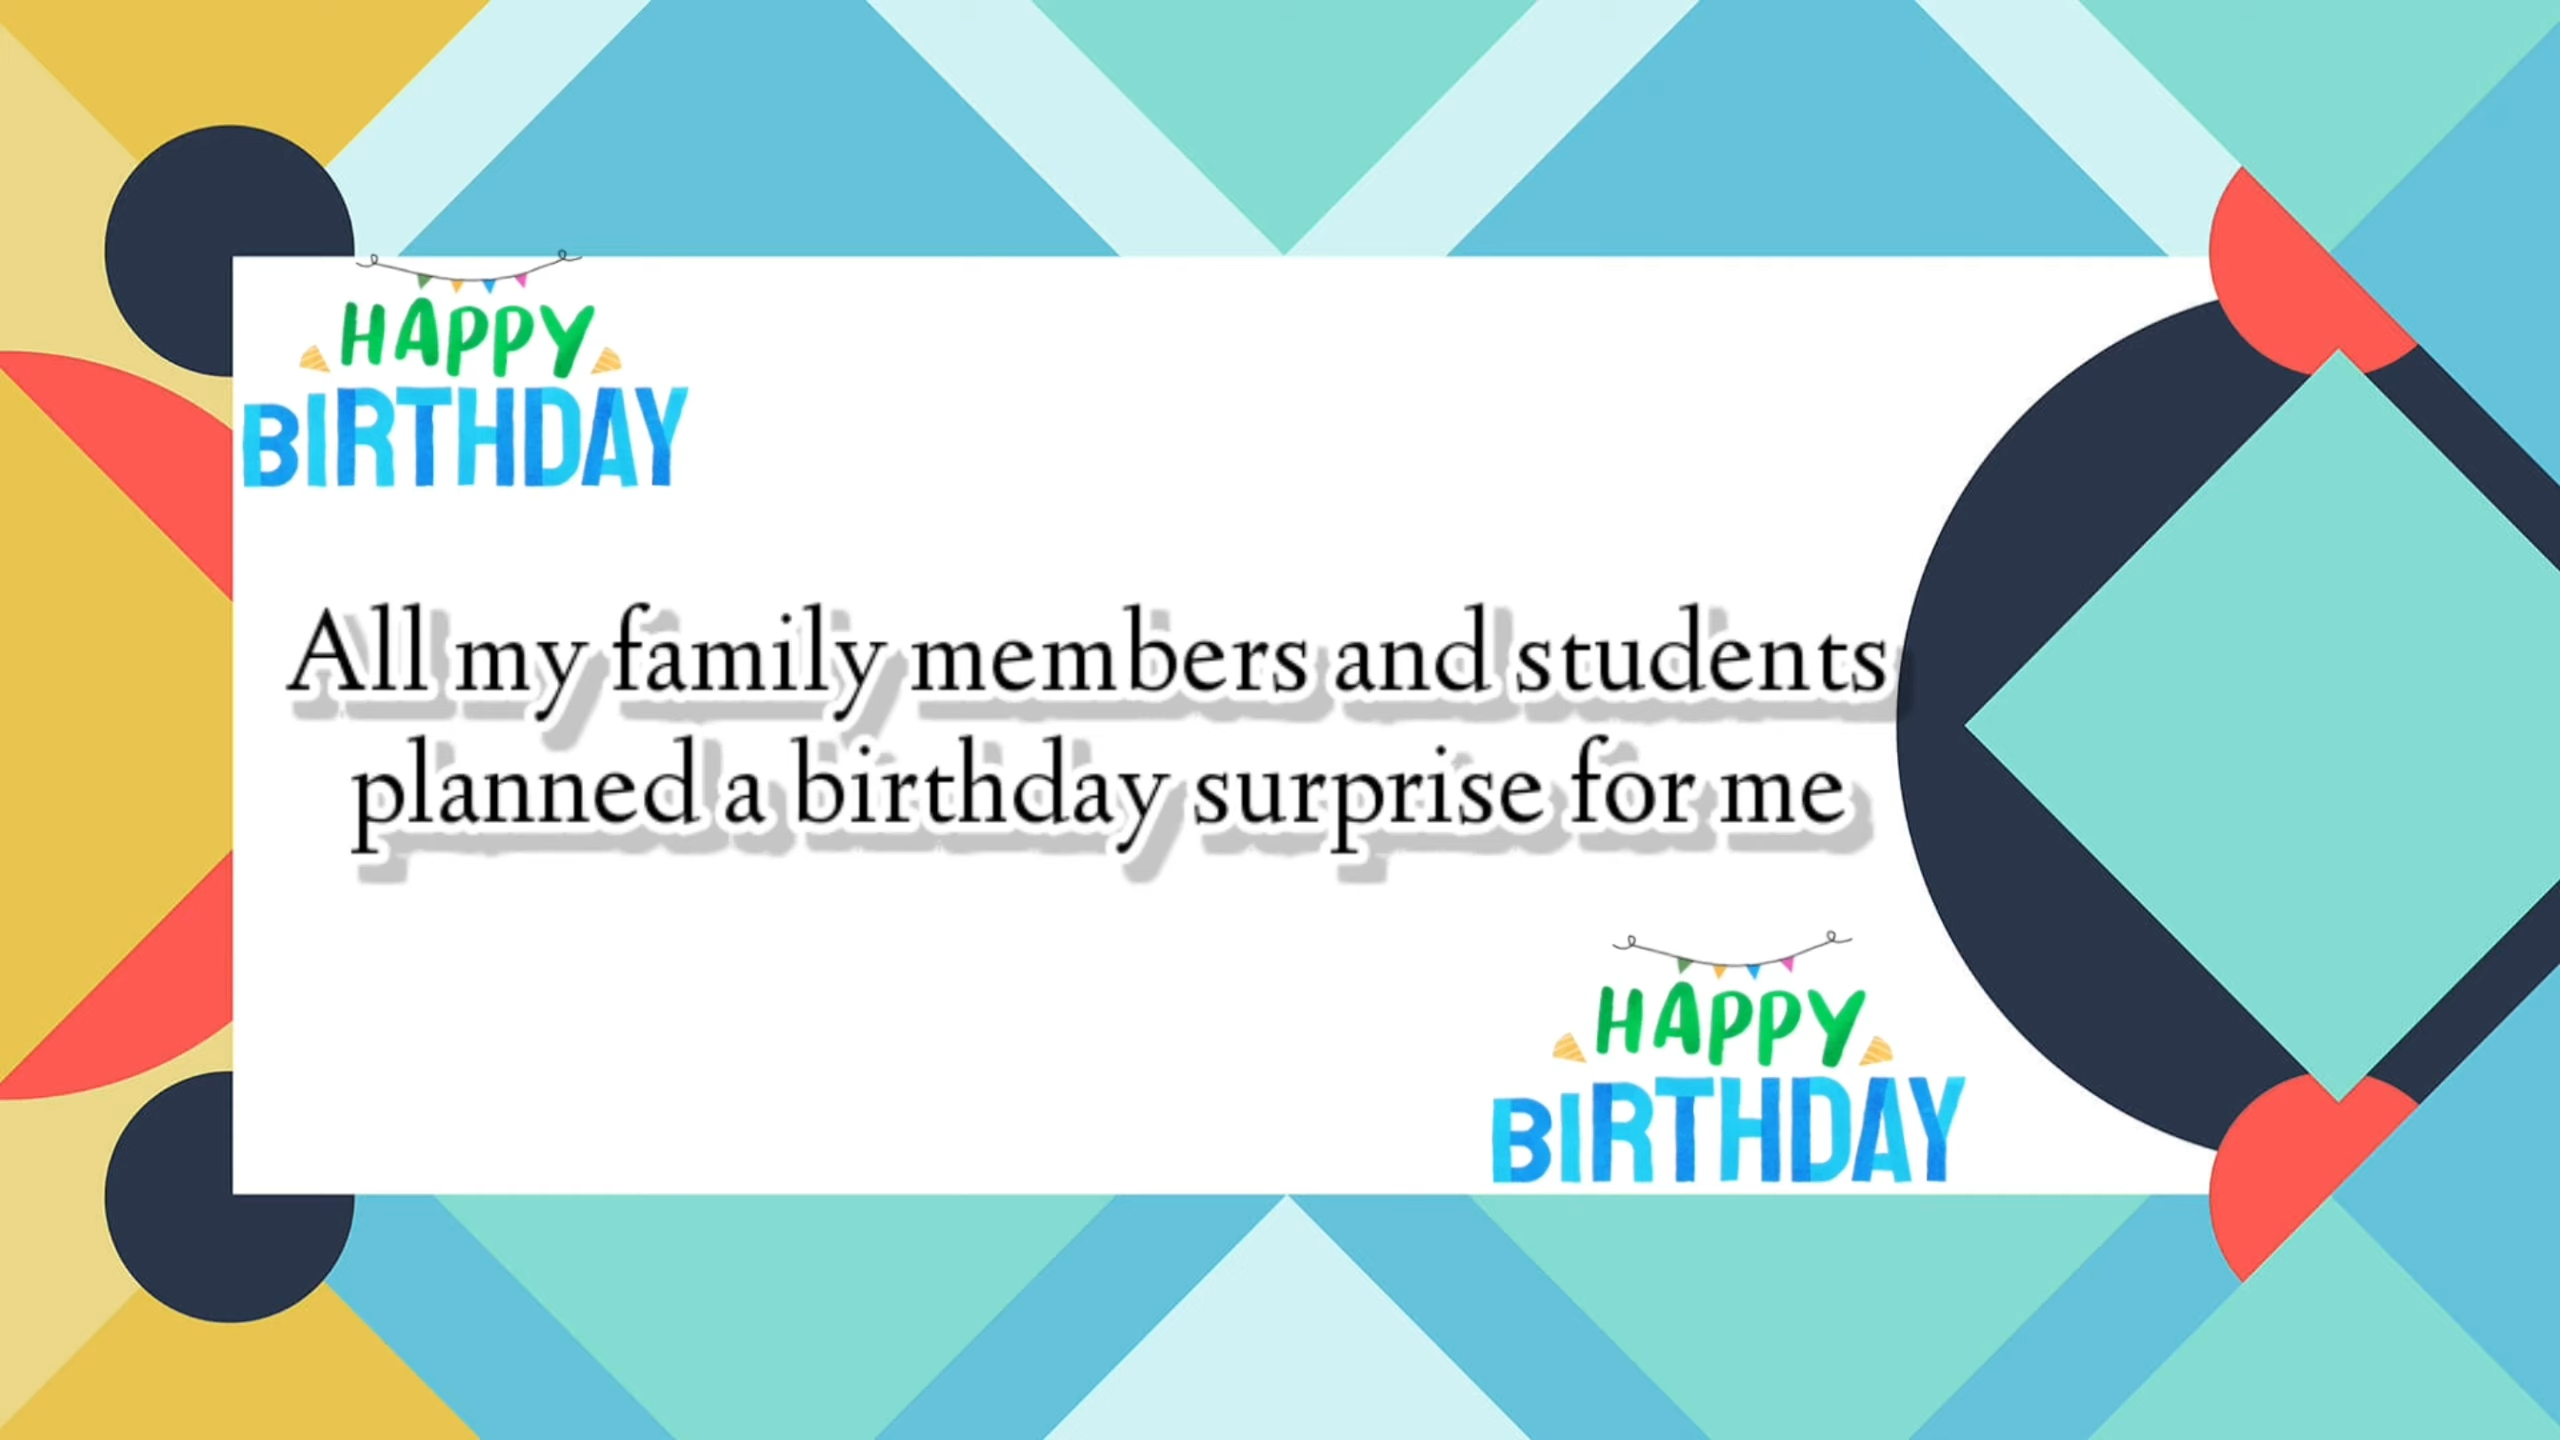 HAPPY
BIRTHDAY
All my family members and students
planned a birthday surprise for me
HAPPY
BIRTHDAY